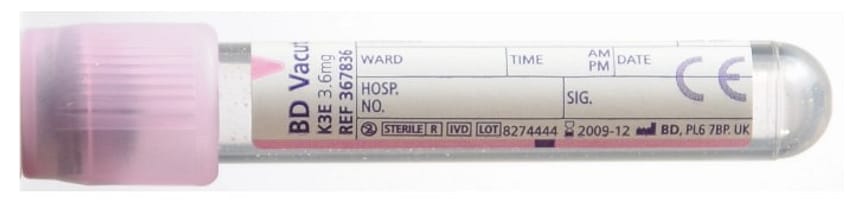 BD Vacu
K3E 3.6mg
REF 367836
WARD TIME AM PM DATE
HOSP. NO. SIG.
CE
STERILE R IVD LOT 8274444 2009-12 BD, PL6 7BP. UK